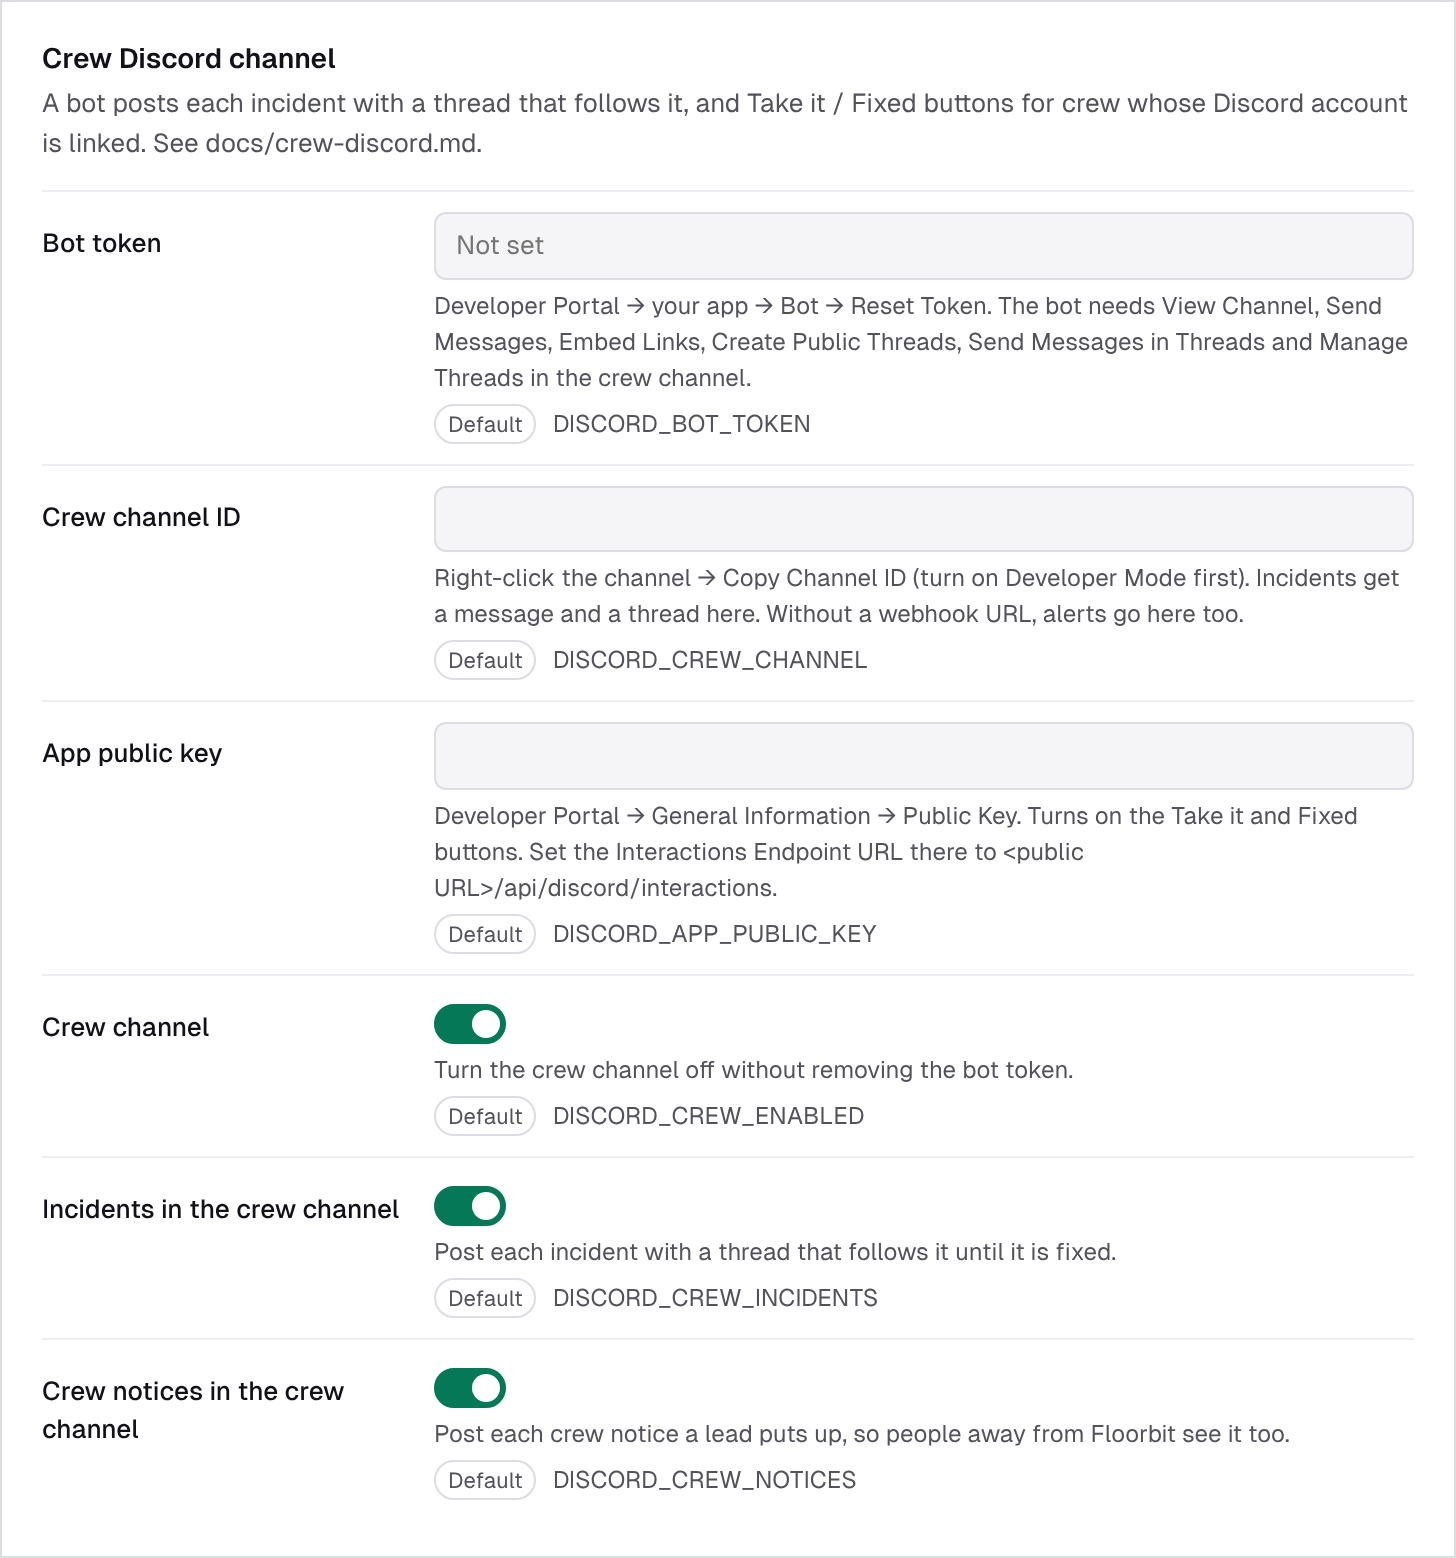 Crew Discord channel
A bot posts each incident with a thread that follows it, and Take it / Fixed buttons for crew whose Discord account
is linked. See docs/crew-discord.md.
Bot token
Not set
Developer Portal → your app → Bot → Reset Token. The bot needs View Channel, Send
Messages, Embed Links, Create Public Threads, Send Messages in Threads and Manage
Threads in the crew channel.
Default DISCORD_BOT_TOKEN
Crew channel ID
Right-click the channel → Copy Channel ID (turn on Developer Mode first). Incidents get
a message and a thread here. Without a webhook URL, alerts go here too.
Default DISCORD_CREW_CHANNEL
App public key
Developer Portal → General Information → Public Key. Turns on the Take it and Fixed
buttons. Set the Interactions Endpoint URL there to <public
URL>/api/discord/interactions.
Default DISCORD_APP_PUBLIC_KEY
Crew channel
Turn the crew channel off without removing the bot token.
Default DISCORD_CREW_ENABLED
Incidents in the crew channel
Post each incident with a thread that follows it until it is fixed.
Default DISCORD_CREW_INCIDENTS
Crew notices in the crew
channel
Post each crew notice a lead puts up, so people away from Floorbit see it too.
Default DISCORD_CREW_NOTICES